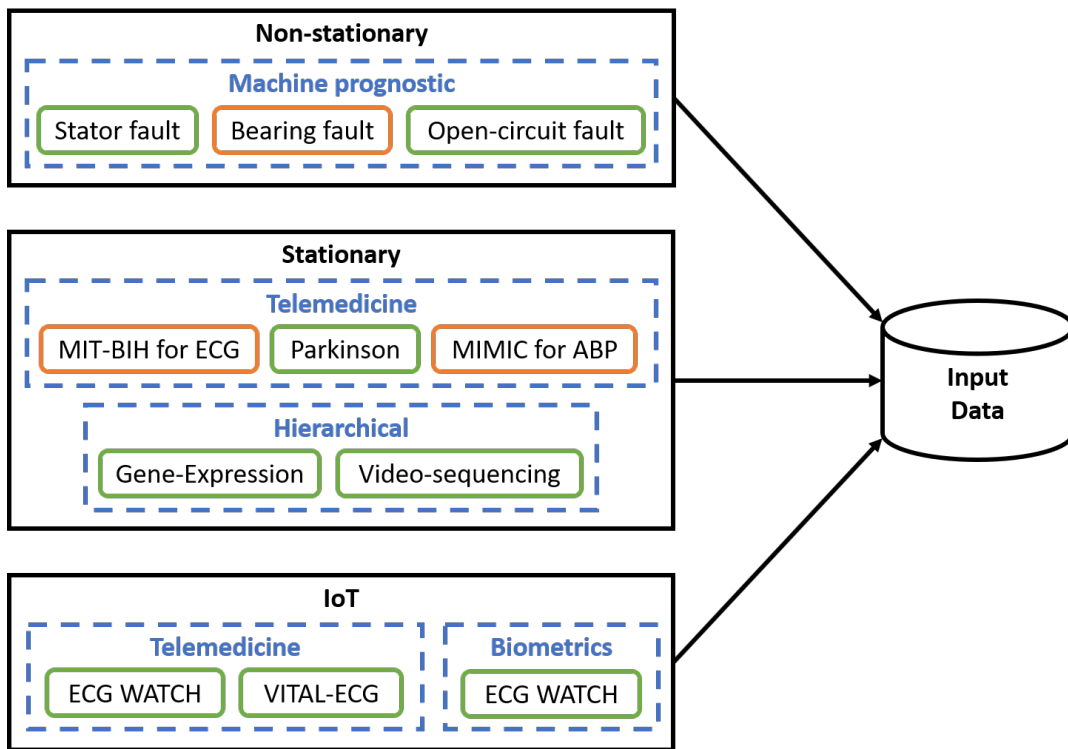 Non-stationary
Machine prognostic
Stator fault
Bearing fault
Open-circuit fault
Stationary
Telemedicine
MIT-BIH for ECG
Parkinson
MIMIC for ABP
Hierarchical
Gene-Expression
Video-sequencing
IoT
Telemedicine
ECG WATCH
VITAL-ECG
Biometrics
ECG WATCH
Input
Data